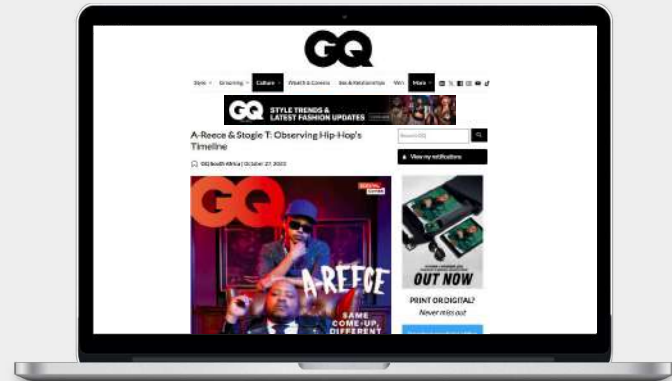 GQ
Style Grooming Culture Wealth & Careers Sex & Relationships Win More
GQ STYLE TRENDS &
LATEST FASHION UPDATES
A-Reece & Stogie T: Observing Hip-Hop's
Timeline
Search GQ
GQ South Africa | October 27, 2023
View my notifications
GQ
A-REECE
SAME
COME-UP,
DIFFERENT
OUT NOW
PRINT OR DIGITAL?
Never miss out